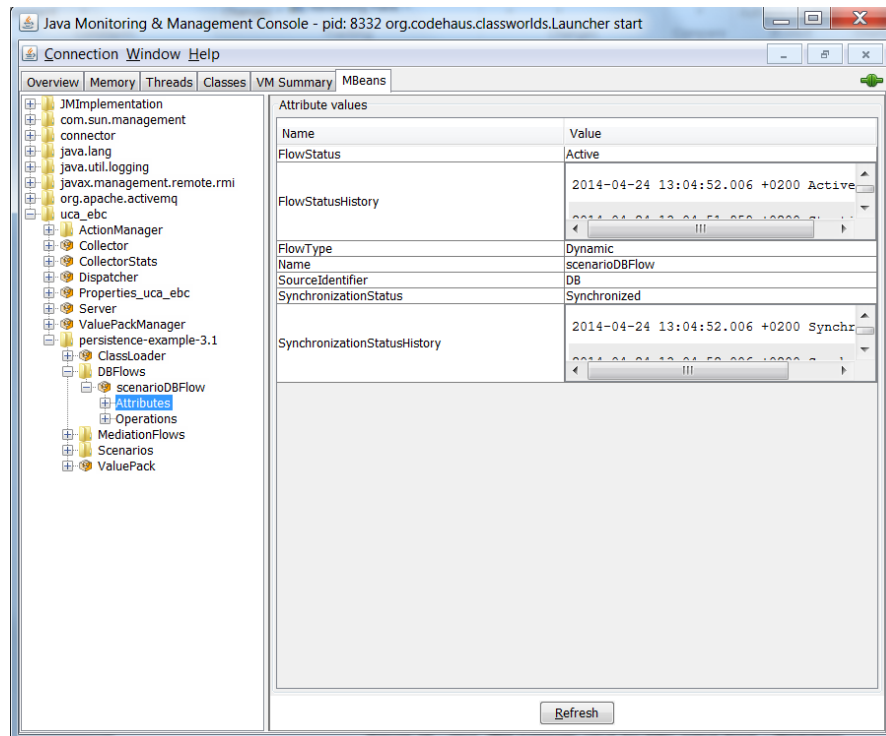 Java Monitoring & Management Console - pid: 8332 org.codehaus.classworlds.Launcher start
Connection Window Help
Overview Memory Threads Classes VM Summary MBeans
JMImplementation
com.sun.management
connector
java.lang
java.util.logging
javax.management.remote.rmi
org.apache.activemq
uca_ebc
ActionManager
Collector
CollectorStats
Dispatcher
Properties_uca_ebc
Server
ValuePackManager
persistence-example-3.1
ClassLoader
DBFlows
scenarioDBFlow
Attributes
Operations
MediationFlows
Scenarios
ValuePack
Attribute values
Name Value
FlowStatus Active
FlowStatusHistory 2014-04-24 13:04:52.006 +0200 Active
FlowType Dynamic
Name scenarioDBFlow
SourceIdentifier DB
SynchronizationStatus Synchronized
SynchronizationStatusHistory 2014-04-24 13:04:52.006 +0200 Synchr
Refresh